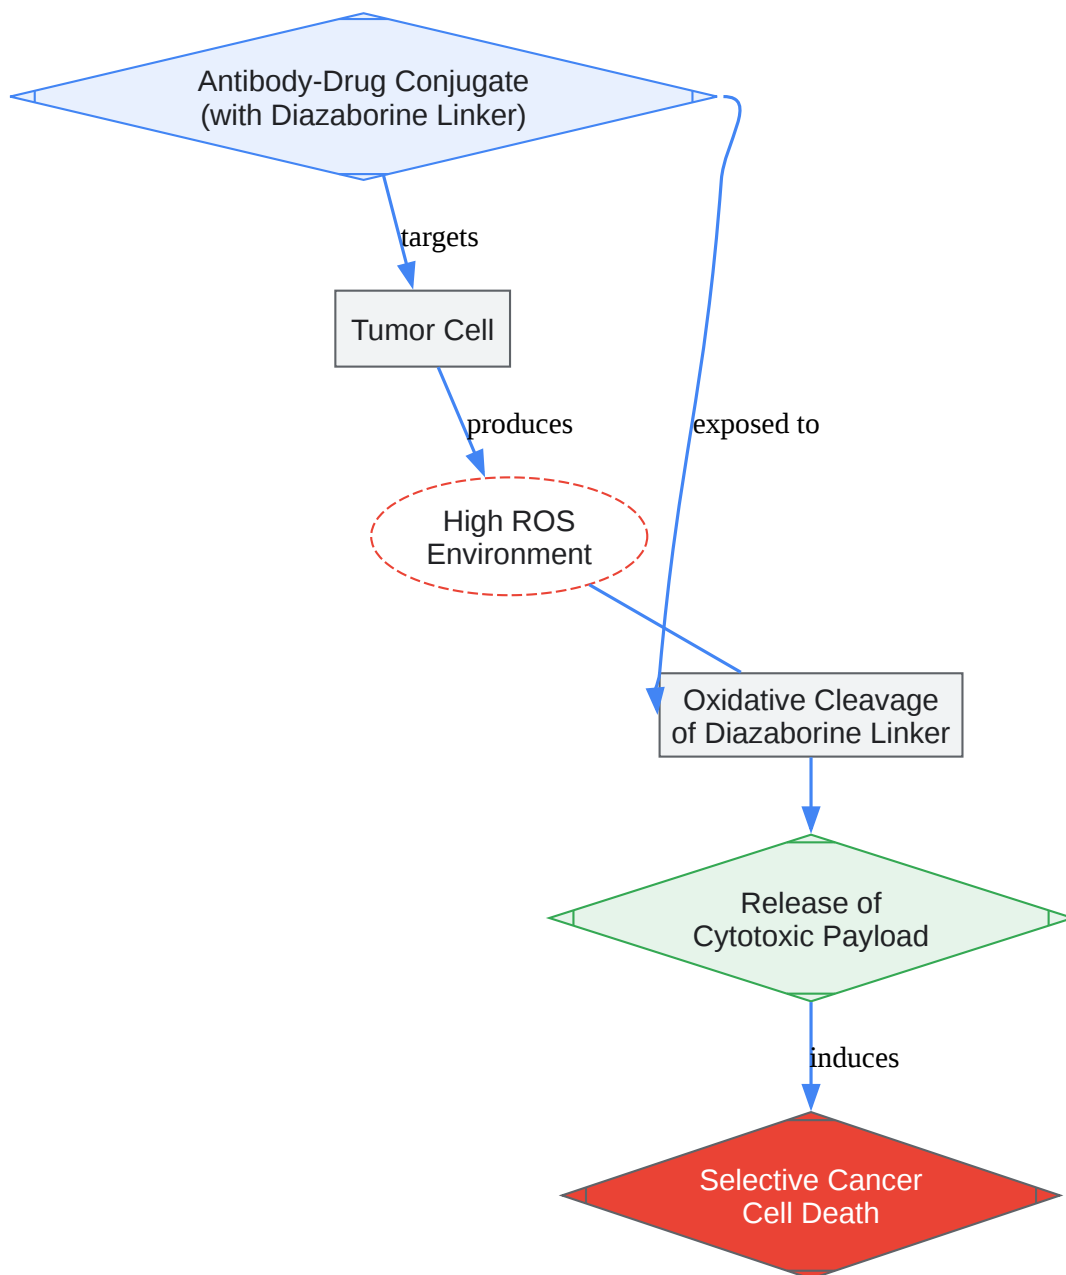 Antibody-Drug Conjugate
(with Diazaborine Linker)
targets
Tumor Cell
produces
exposed to
High ROS
Environment
Oxidative Cleavage
of Diazaborine Linker
Release of
Cytotoxic Payload
induces
Selective Cancer
Cell Death